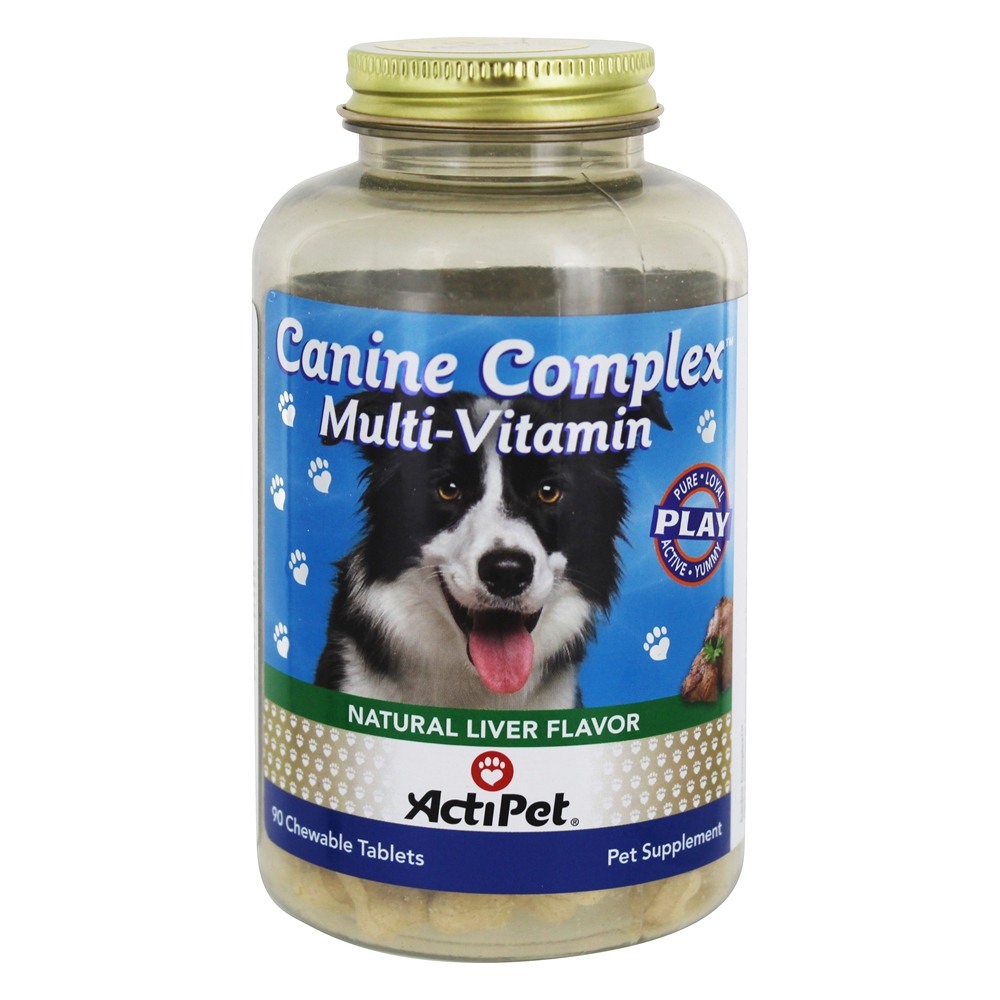 Canine Complex™
Multi-Vitamin
PURE • LOYAL
PLAY
ACTIVE • YUMMY
NATURAL LIVER FLAVOR
ActiPet®
90 Chewable Tablets
Pet Supplement